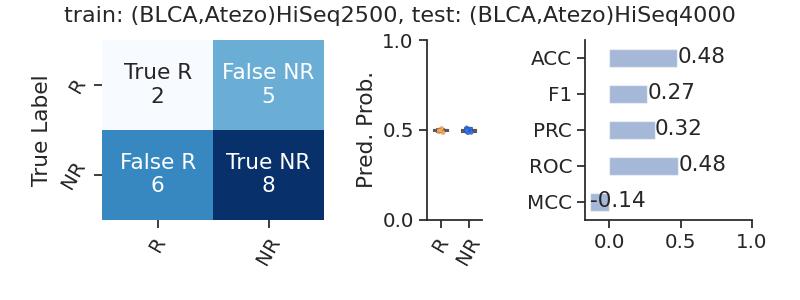 train: (BLCA,Atezo)HiSeq2500, test: (BLCA,Atezo)HiSeq4000
True Label
R
NR
True R
2
False NR
5
False R
6
True NR
8
R
NR
Pred. Prob.
1.0
0.5
0.0
R
NR
ACC
0.48
F1
0.27
PRC
0.32
ROC
0.48
MCC
-0.14
0.0
0.5
1.0